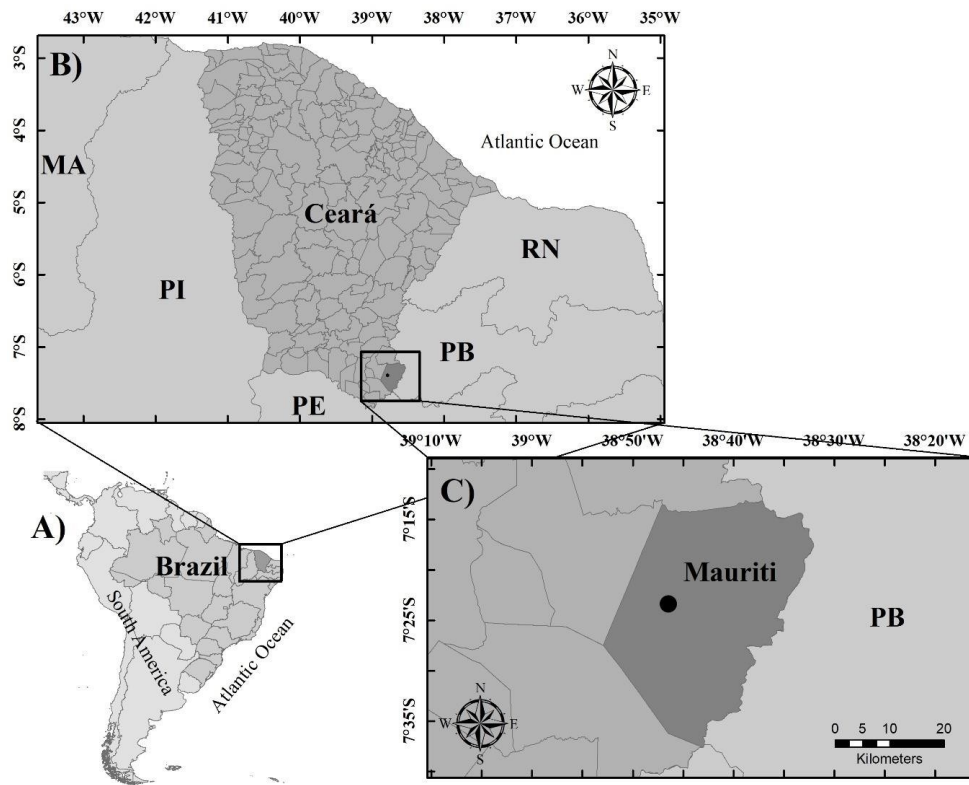 43°W 42°W 41°W 40°W 39°W 38°W 37°W 36°W 35°W
B)
3°S
4°S
5°S
6°S
7°S
8°S
N
W E
S
Atlantic Ocean
MA
Ceará
RN
PI
PB
PE
39°10'W 39°W 38°50'W 38°40'W 38°30'W 38°20'W
A)
Brazil
South America
Atlantic Ocean
C)
7°15'S
7°25'S
7°35'S
Mauriti
PB
N
W E
S
0 5 10 20
Kilometers